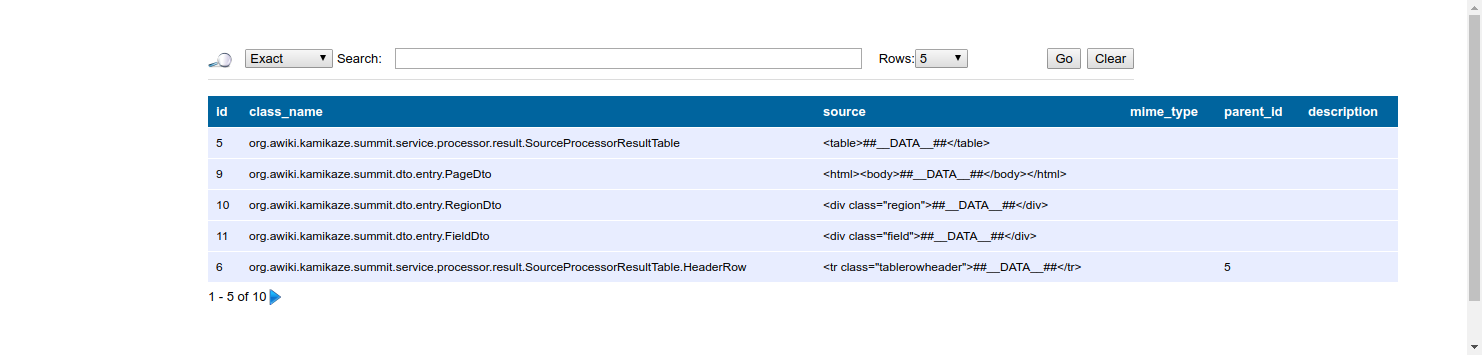 Exact Search: Rows: 5 Go Clear
id class_name source mime_type parent_id description
5 org.awiki.kamikaze.summit.service.processor.result.SourceProcessorResultTable <table>##__DATA__##</table>
9 org.awiki.kamikaze.summit.dto.entry.PageDto <html><body>##__DATA__##</body></html>
10 org.awiki.kamikaze.summit.dto.entry.RegionDto <div class="region">##__DATA__##</div>
11 org.awiki.kamikaze.summit.dto.entry.FieldDto <div class="field">##__DATA__##</div>
6 org.awiki.kamikaze.summit.service.processor.result.SourceProcessorResultTable.HeaderRow <tr class="tablerowheader">##__DATA__##</tr> 5
1 - 5 of 10